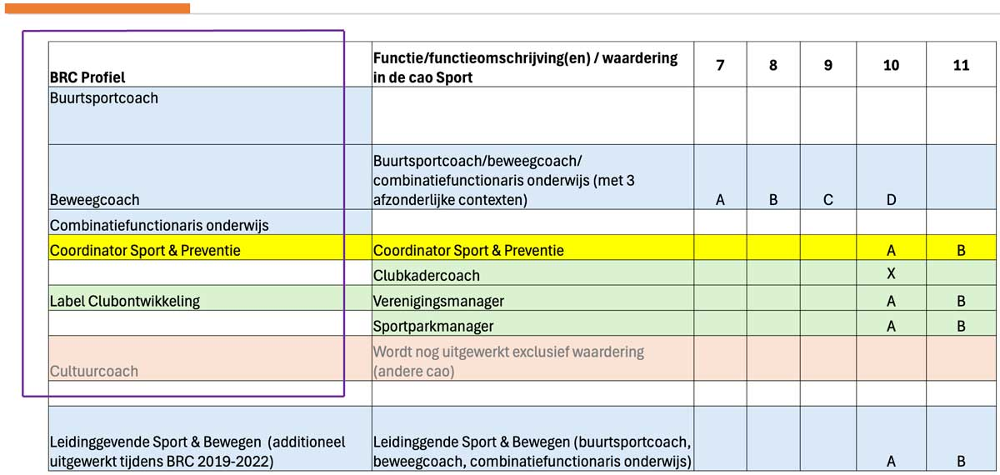 BRC Profiel
Functie/functieomschrijving(en) / waardering
in de cao Sport
7 8 9 10 11
Buurtsportcoach
Beweegcoach
Buurtsportcoach/beweegcoach/
combinatiefunctionaris onderwijs (met 3
afzonderlijke contexten)
A B C D
Combinatiefunctionaris onderwijs
Coordinator Sport & Preventie
Coordinator Sport & Preventie
A B
Clubkadercoach
X
Label Clubontwikkeling
Verenigingsmanager
A B
Sportparkmanager
A B
Cultuurcoach
Wordt nog uitgewerkt exclusief waardering
(andere cao)
Leidinggevende Sport & Bewegen (additioneel
uitgewerkt tijdens BRC 2019-2022)
Leidinggende Sport & Bewegen (buurtsportcoach,
beweegcoach, combinatiefunctionaris onderwijs)
A B